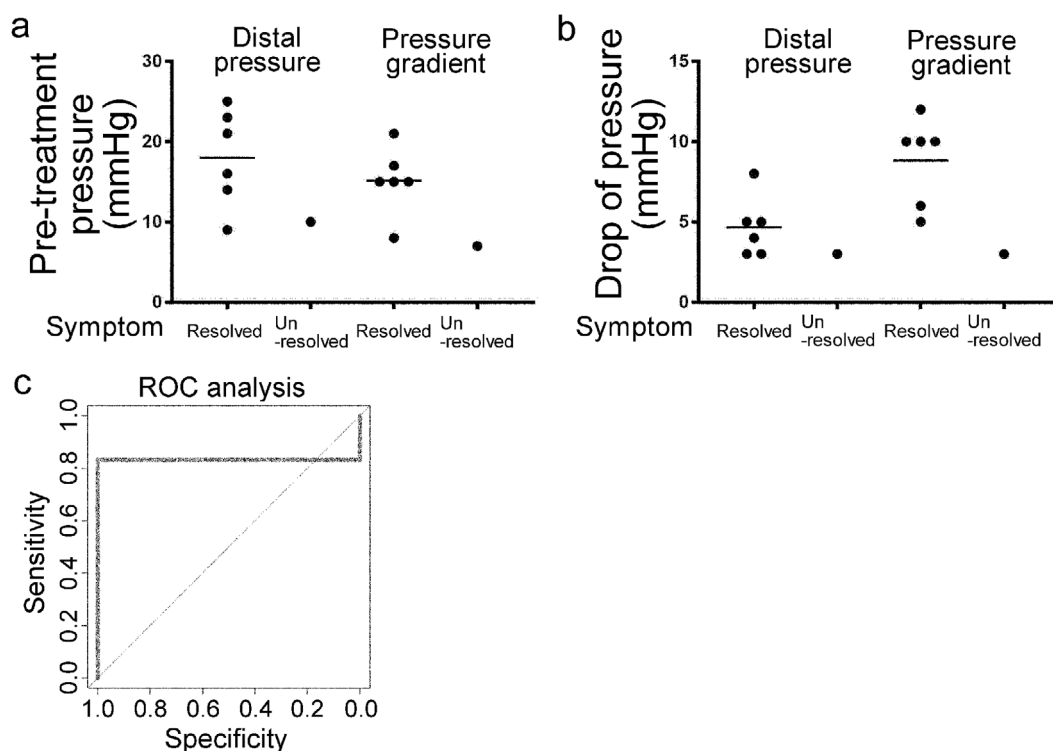 a
Distal
pressure
Pressure
gradient
Pre-treatment
pressure
(mmHg)
30
20
10
0
Symptom
Resolved
Un
-resolved
Resolved
Un
-resolved
b
Distal
pressure
Pressure
gradient
Drop of pressure
(mmHg)
15
10
5
0
Symptom
Resolved
Un
-resolved
Resolved
Un
-resolved
c
ROC analysis
Sensitivity
1.0
0.8
0.6
0.4
0.2
0.0
1.0 0.8 0.6 0.4 0.2 0.0
Specificity